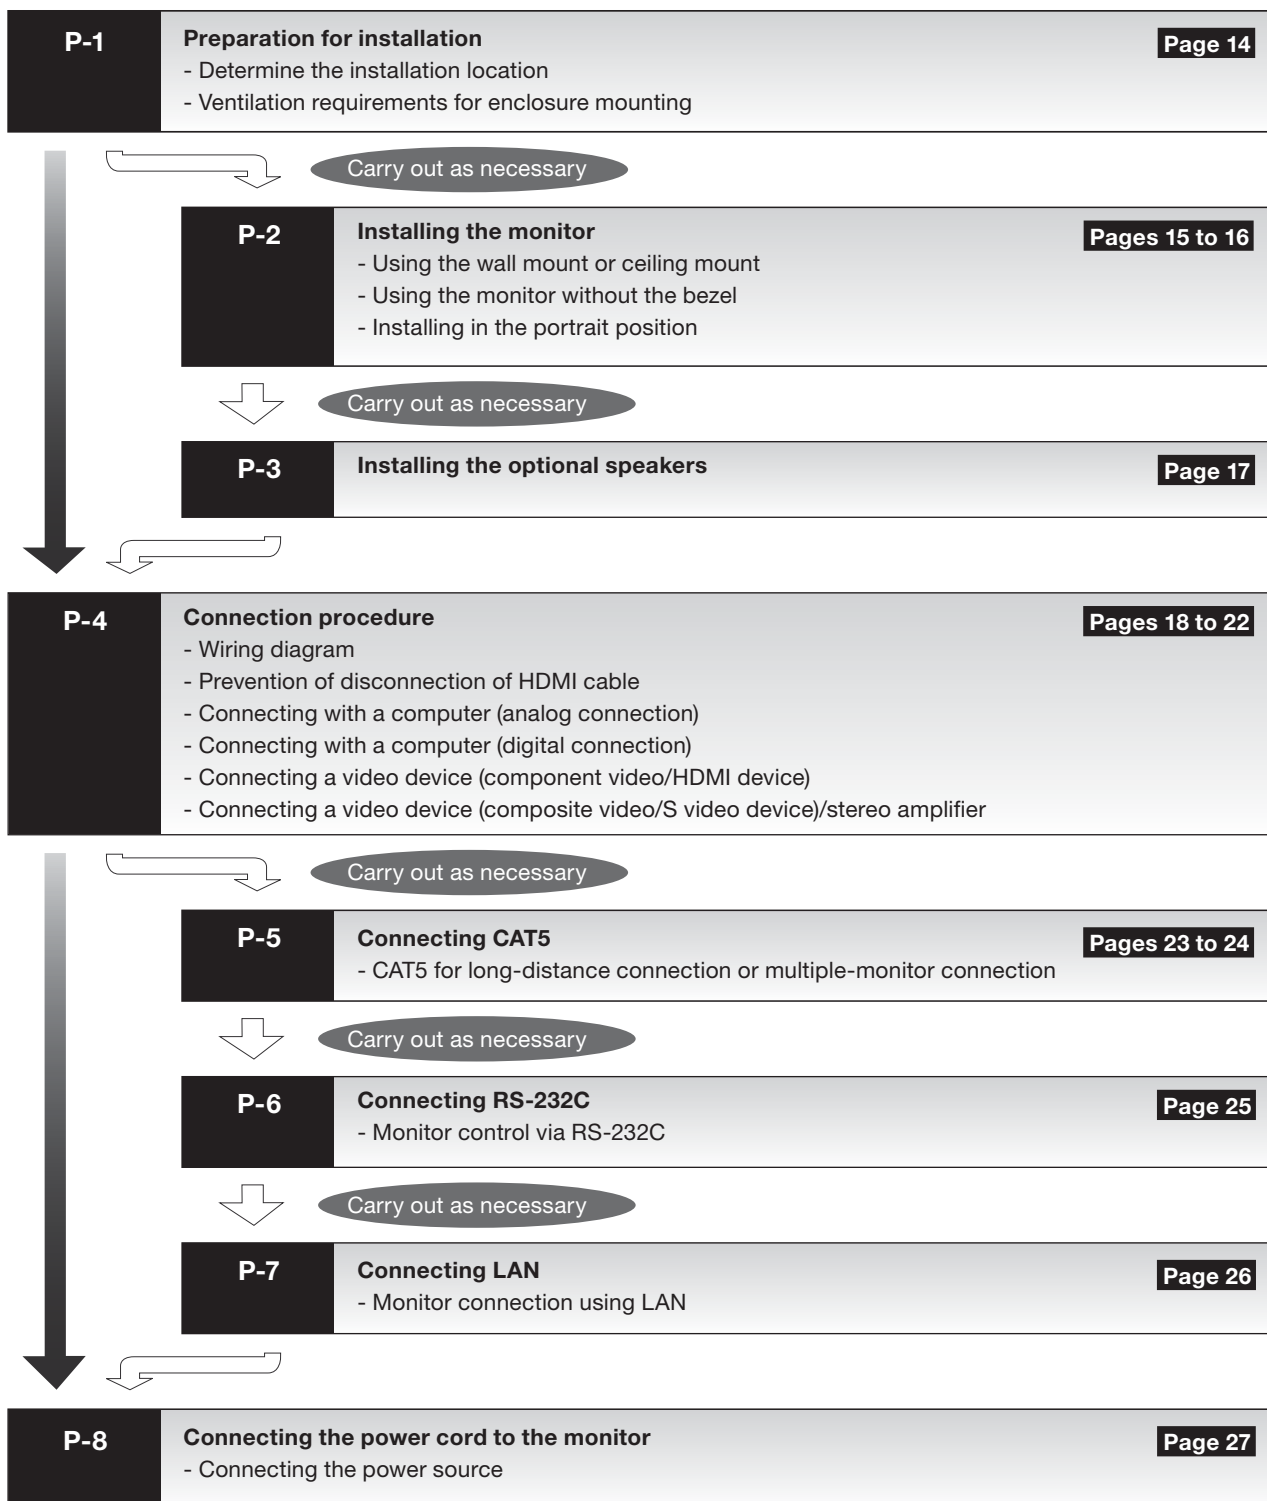 P-1
Preparation for installation
Page 14
- Determine the installation location
- Ventilation requirements for enclosure mounting
Carry out as necessary
P-2
Installing the monitor
Pages 15 to 16
- Using the wall mount or ceiling mount
- Using the monitor without the bezel
- Installing in the portrait position
Carry out as necessary
P-3
Installing the optional speakers
Page 17
P-4
Connection procedure
Pages 18 to 22
- Wiring diagram
- Prevention of disconnection of HDMI cable
- Connecting with a computer (analog connection)
- Connecting with a computer (digital connection)
- Connecting a video device (component video/HDMI device)
- Connecting a video device (composite video/S video device)/stereo amplifier
Carry out as necessary
P-5
Connecting CAT5
Pages 23 to 24
- CAT5 for long-distance connection or multiple-monitor connection
Carry out as necessary
P-6
Connecting RS-232C
Page 25
- Monitor control via RS-232C
Carry out as necessary
P-7
Connecting LAN
Page 26
- Monitor connection using LAN
P-8
Connecting the power cord to the monitor
Page 27
- Connecting the power source